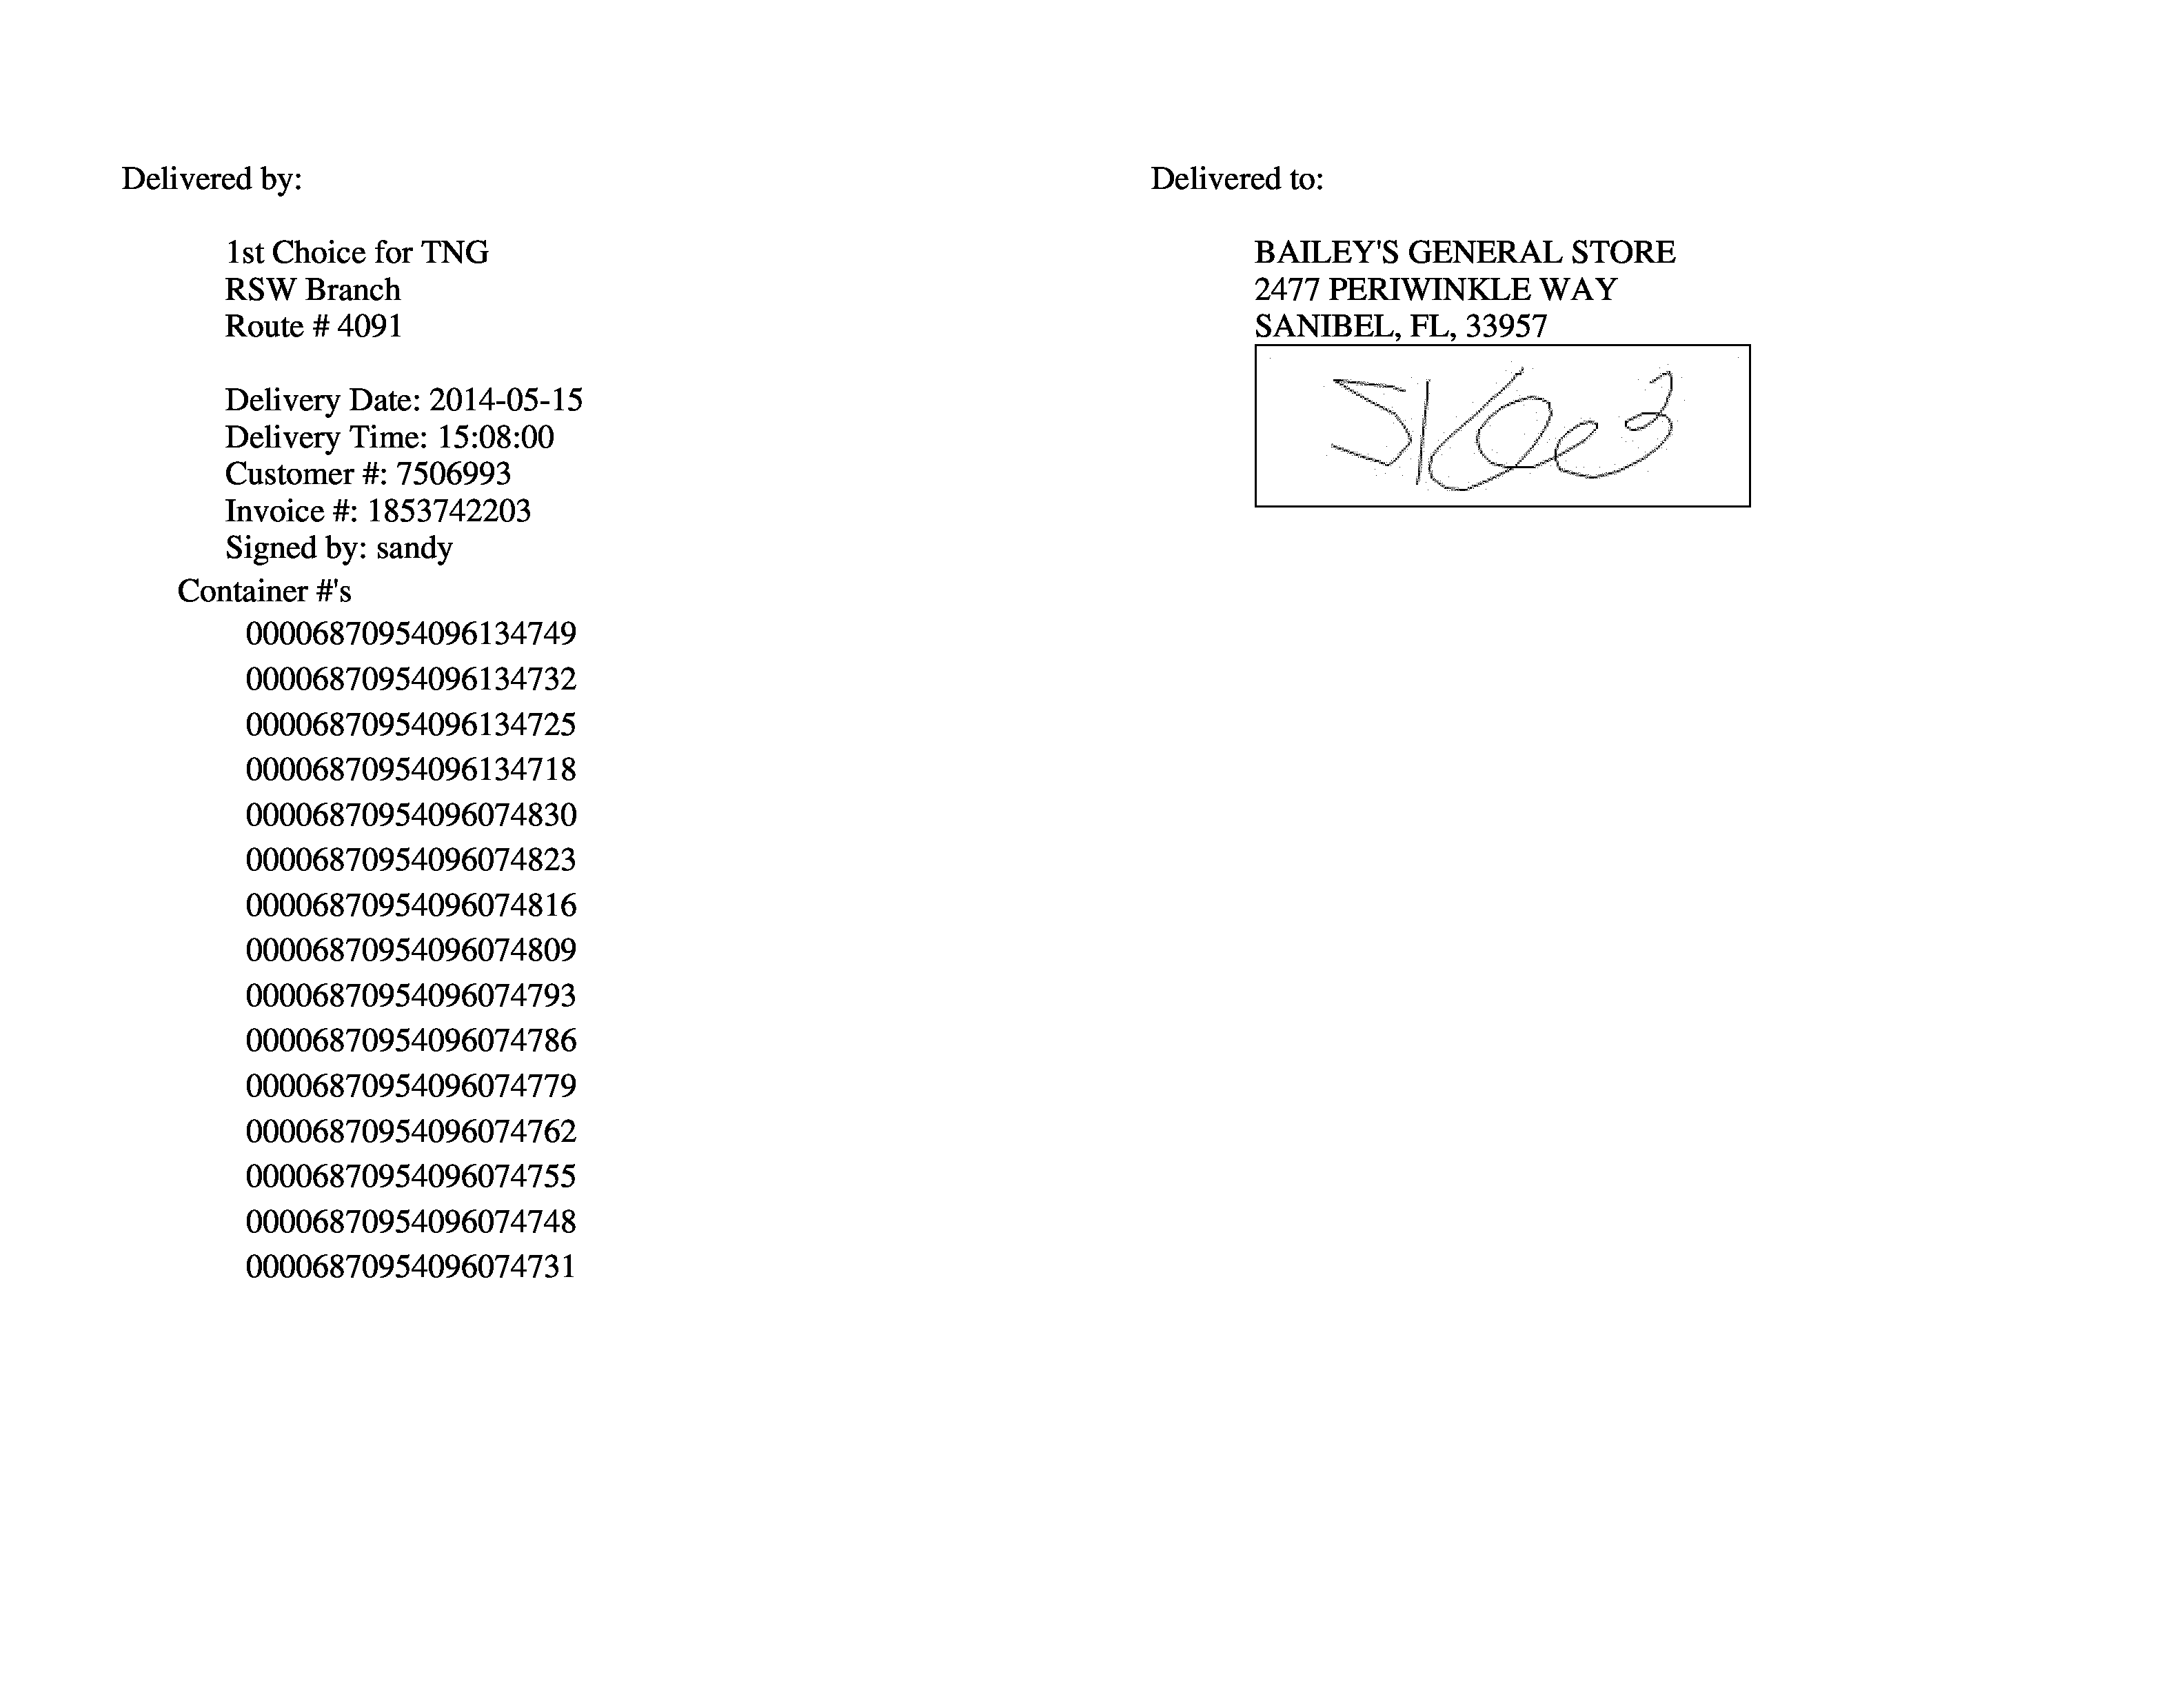 Delivered by:
1st Choice for TNG
RSW Branch
Route # 4091
Delivery Date: 2014-05-15
Delivery Time: 15:08:00
Customer #: 7506993
Invoice #: 1853742203
Signed by: sandy
Container #'s
00006870954096134749
00006870954096134732
00006870954096134725
00006870954096134718
00006870954096074830
00006870954096074823
00006870954096074816
00006870954096074809
00006870954096074793
00006870954096074786
00006870954096074779
00006870954096074762
00006870954096074755
00006870954096074748
00006870954096074731
Delivered to:
BAILEY'S GENERAL STORE
2477 PERIWINKLE WAY
SANIBEL, FL, 33957